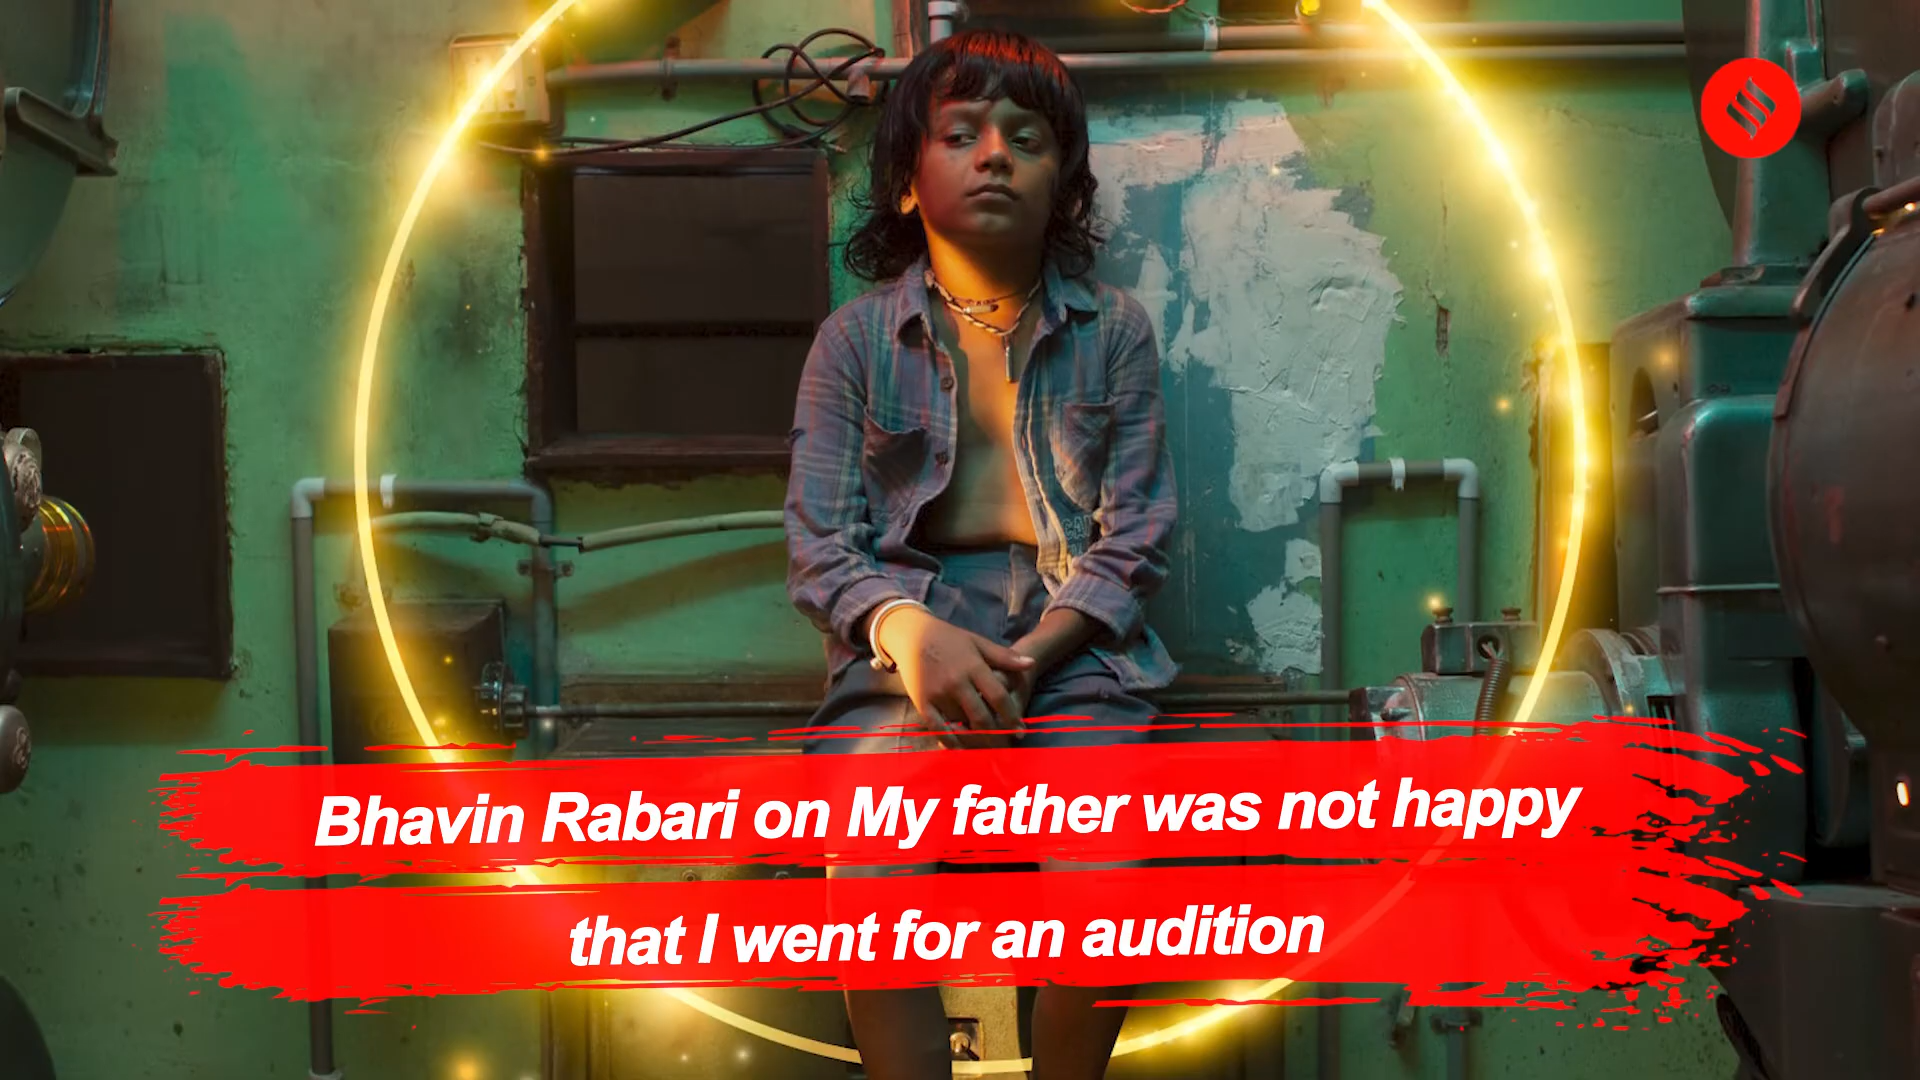 Bhavin Rabari on My father was not happy
that I went for an audition